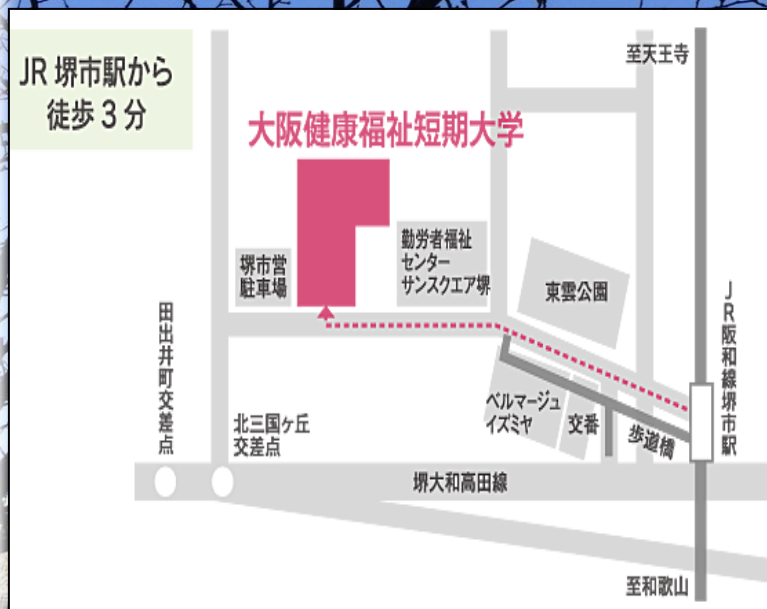 JR 堺市駅から
徒歩 3 分
至天王寺
大阪健康福祉短期大学
堺市営
駐車場
勤労者福祉
センター
サンスクエア堺
東雲公園
JR阪和線堺市駅
田出井町交差点
北三国ヶ丘
交差点
ベルマージュ
イズミヤ
交番
歩道橋
堺大和高田線
至和歌山